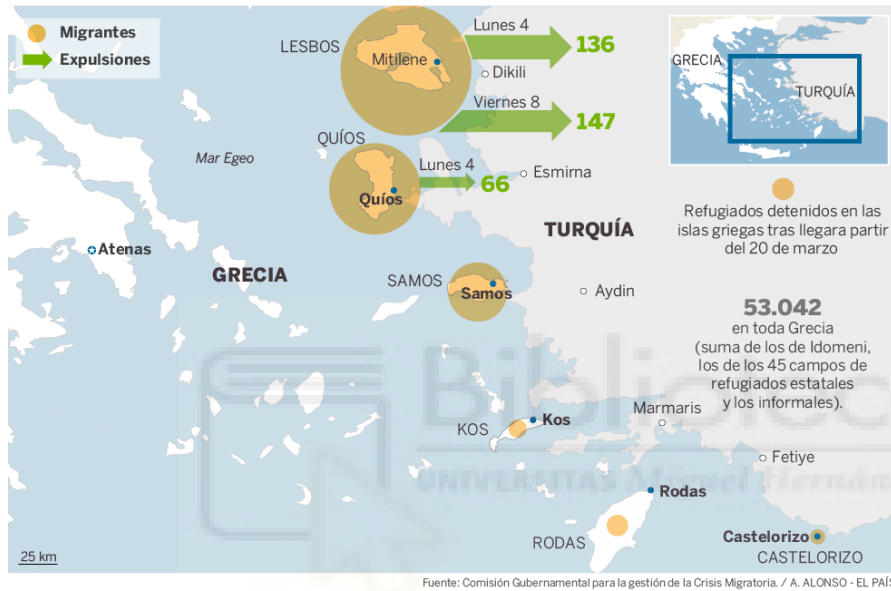 Migrantes
Expulsiones
LESBOS
Mitilene
Lunes 4
136
Dikili
Viernes 8
147
QUÍOS
Lunes 4
66
Esmirna
Quíos
Mar Egeo
GRECIA
TURQUÍA
Refugiados detenidos en las
islas griegas tras llegara partir
del 20 de marzo
TURQUÍA
Atenas
GRECIA
SAMOS
Samos
Aydin
53.042
en toda Grecia
(suma de los de Idomeni,
los de los 45 campos de
refugiados estatales
y los informales).
Bibliotec
UNIVERSITAS Miguel Hernán
KOS
Kos
Marmaris
Fetiye
Rodas
RODAS
Castelorizo
CASTELORIZO
25 km
Fuente: Comisión Gubernamental para la gestión de la Crisis Migratoria. / A. ALONSO - EL PAÍS